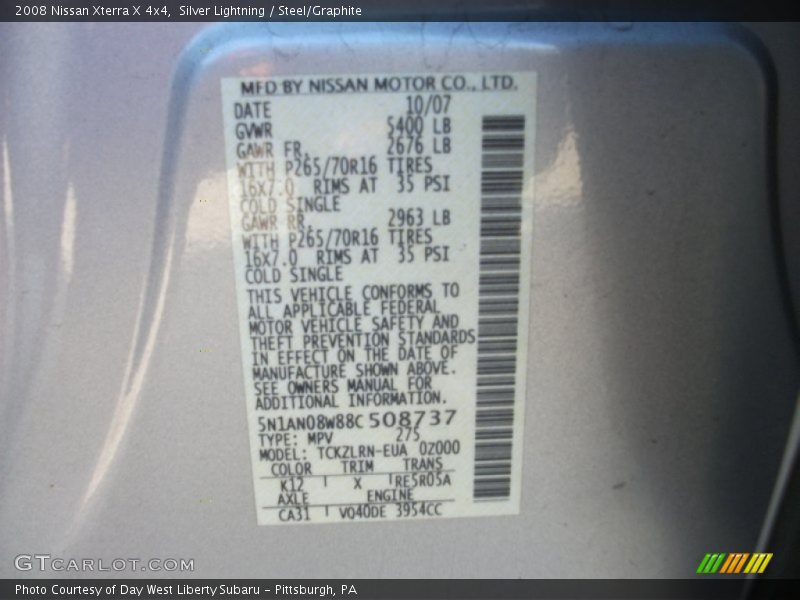 2008 Nissan Xterra X 4x4,  Silver Lightning / Steel/Graphite
MFD BY NISSAN MOTOR CO., LTD.
DATE 10/07
GVWR 5400 LB
GAWR FR. 2676 LB
WITH P265/70R16 TIRES
16X7.0 RIMS AT 35 PSI
COLD SINGLE
GAWR RR. 2963 LB
WITH P265/70R16 TIRES
16X7.0 RIMS AT 35 PSI
COLD SINGLE
THIS VEHICLE CONFORMS TO
ALL APPLICABLE FEDERAL
MOTOR VEHICLE SAFETY AND
THEFT PREVENTION STANDARDS
IN EFFECT ON THE DATE OF
MANUFACTURE SHOWN ABOVE.
SEE OWNERS MANUAL FOR
ADDITIONAL INFORMATION.
5N1AN08W88C508737
TYPE: MPV 275
MODEL: TCKZLRN-EUA 0Z000
COLOR TRIM TRANS
K12 X RE5R05A
AXLE ENGINE
CA31 VQ40DE 3954CC
GTCARLOT.COM
Photo Courtesy of Day West Liberty Subaru - Pittsburgh, PA